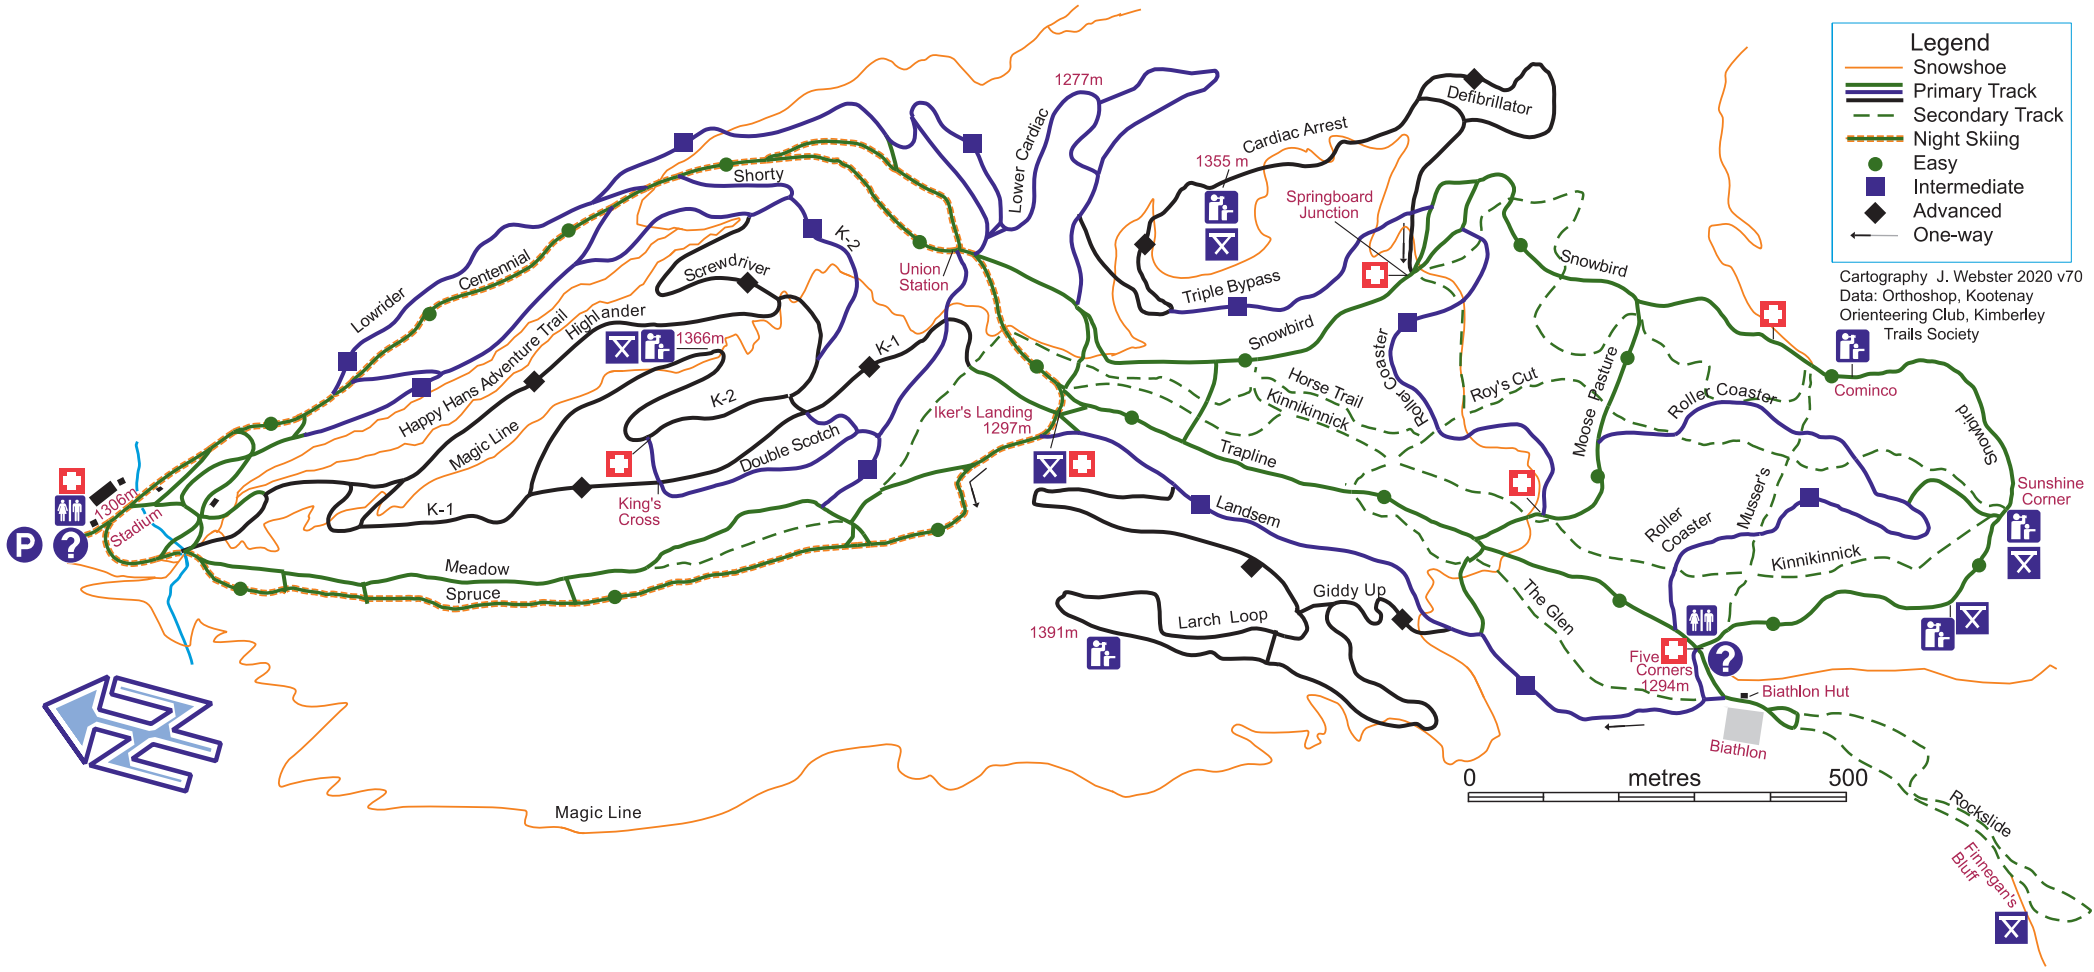 Legend
Snowshoe
Primary Track
Secondary Track
Night Skiing
Easy
Intermediate
Advanced
One-way
Cartography J. Webster 2020 v70
Data: Orthoshop, Kootenay
Orienteering Club, Kimberley
Trails Society
1277m
Lower Cardiac
Cardiac Arrest
Defibrillator
1355 m
Springboard
Junction
Shorty
K-2
Union
Station
Screwdriver
Centennial
Lowrider
Highlander
Happy Hans Adventure Trail
1366m
K-1
K-2
Magic Line
Double Scotch
King's
Cross
K-1
Iker's Landing
1297m
Triple Bypass
Snowbird
Snowbird
Horse Trail
Kinnikinnick
Roller Coaster
Roy's Cut
Moose Pasture
Roller Coaster
Cominco
Snowbird
Sunshine
Corner
Trapline
Musser's
Roller
Coaster
Kinnikinnick
Landsem
The Glen
Giddy Up
Larch Loop
1391m
1306m
Stadium
P
?
Meadow
Spruce
Five
Corners
1294m
?
Biathlon Hut
Biathlon
0 metres 500
Magic Line
Rockslide
Finnegan's
Bluff